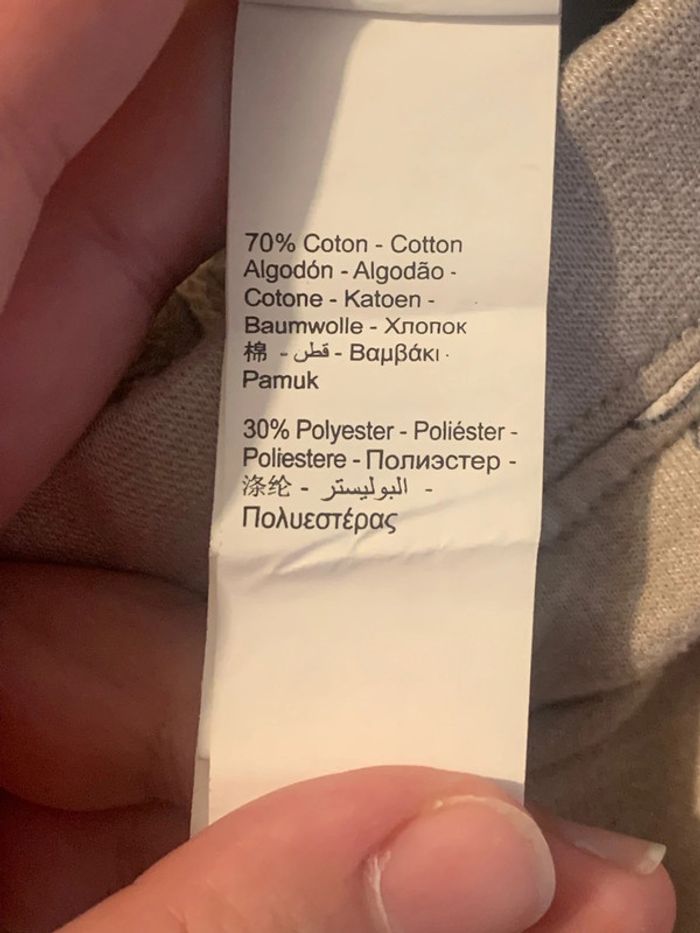 70% Coton - Cotton
Algodón - Algodão -
Cotone - Katoen -
Baumwolle - Хлопок
棉 - قطن - Βαμβάκι ·
Pamuk
30% Polyester - Poliéster -
Poliestere - Полиэстер -
涤纶 - البوليستر -
Πολυεστέρας